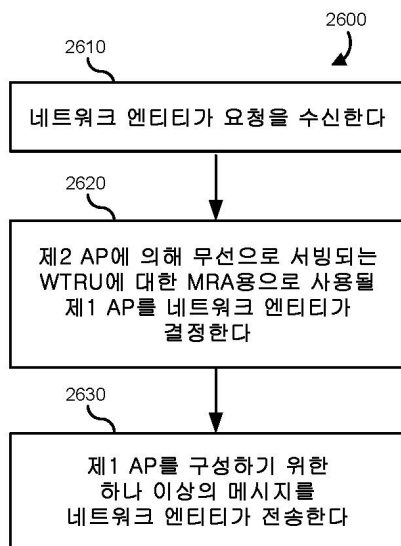 2600
2610
네트워크 엔티티가 요청을 수신한다
2620
제2 AP에 의해 무선으로 서빙되는
WTRU에 대한 MRA용으로 사용될
제1 AP를 네트워크 엔티티가
결정한다
2630
제1 AP를 구성하기 위한
하나 이상의 메시지를
네트워크 엔티티가 전송한다